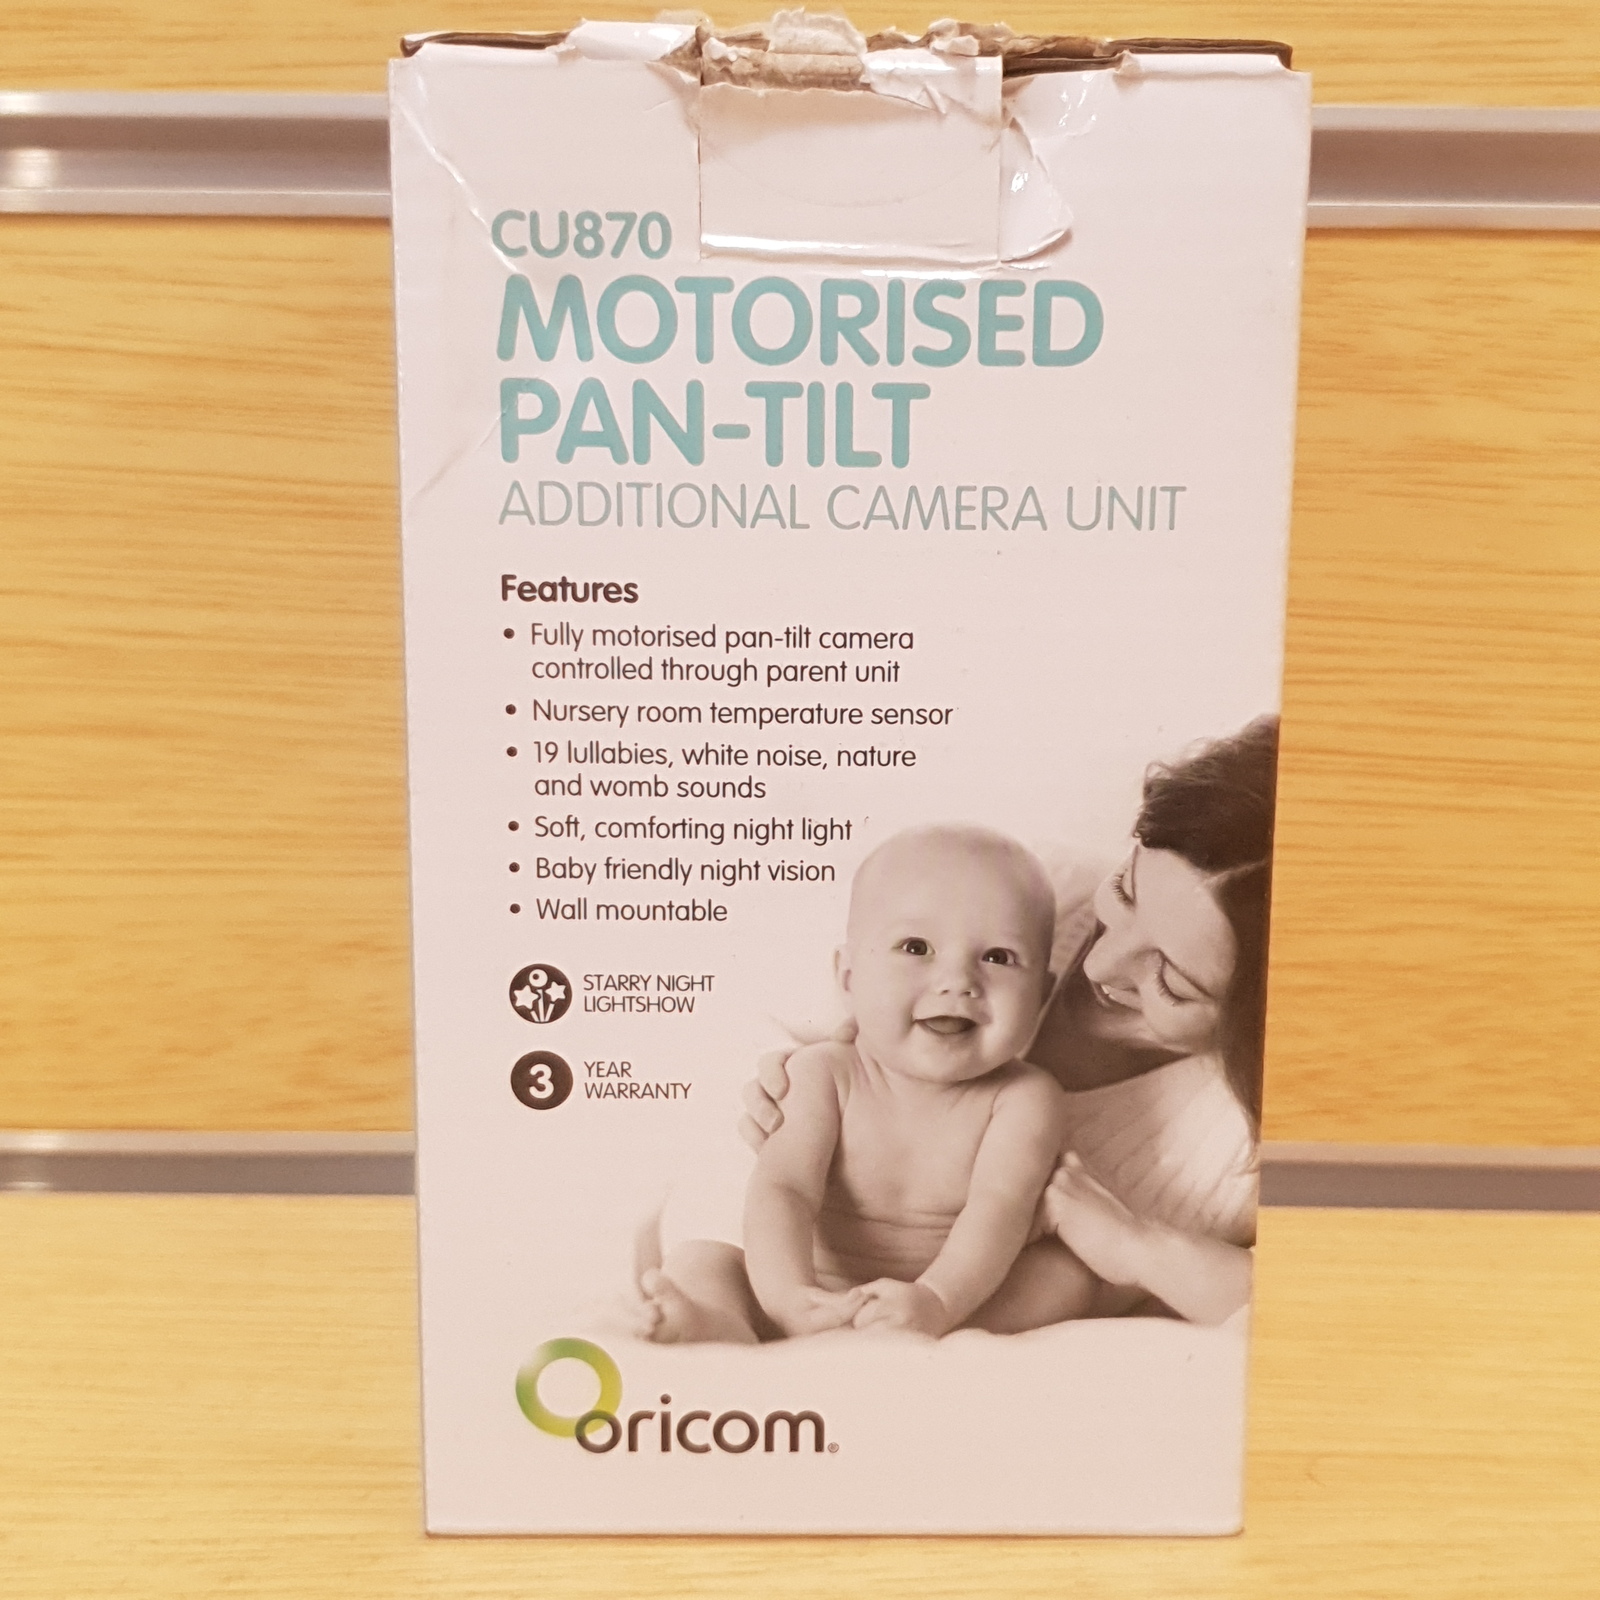 CU870
MOTORISED
PAN-TILT
ADDITIONAL CAMERA UNIT
Features
• Fully motorised pan-tilt camera
controlled through parent unit
• Nursery room temperature sensor
• 19 lullabies, white noise, nature
and womb sounds
• Soft, comforting night light
• Baby friendly night vision
• Wall mountable
STARRY NIGHT
LIGHTSHOW
3 YEAR
WARRANTY
oricom®